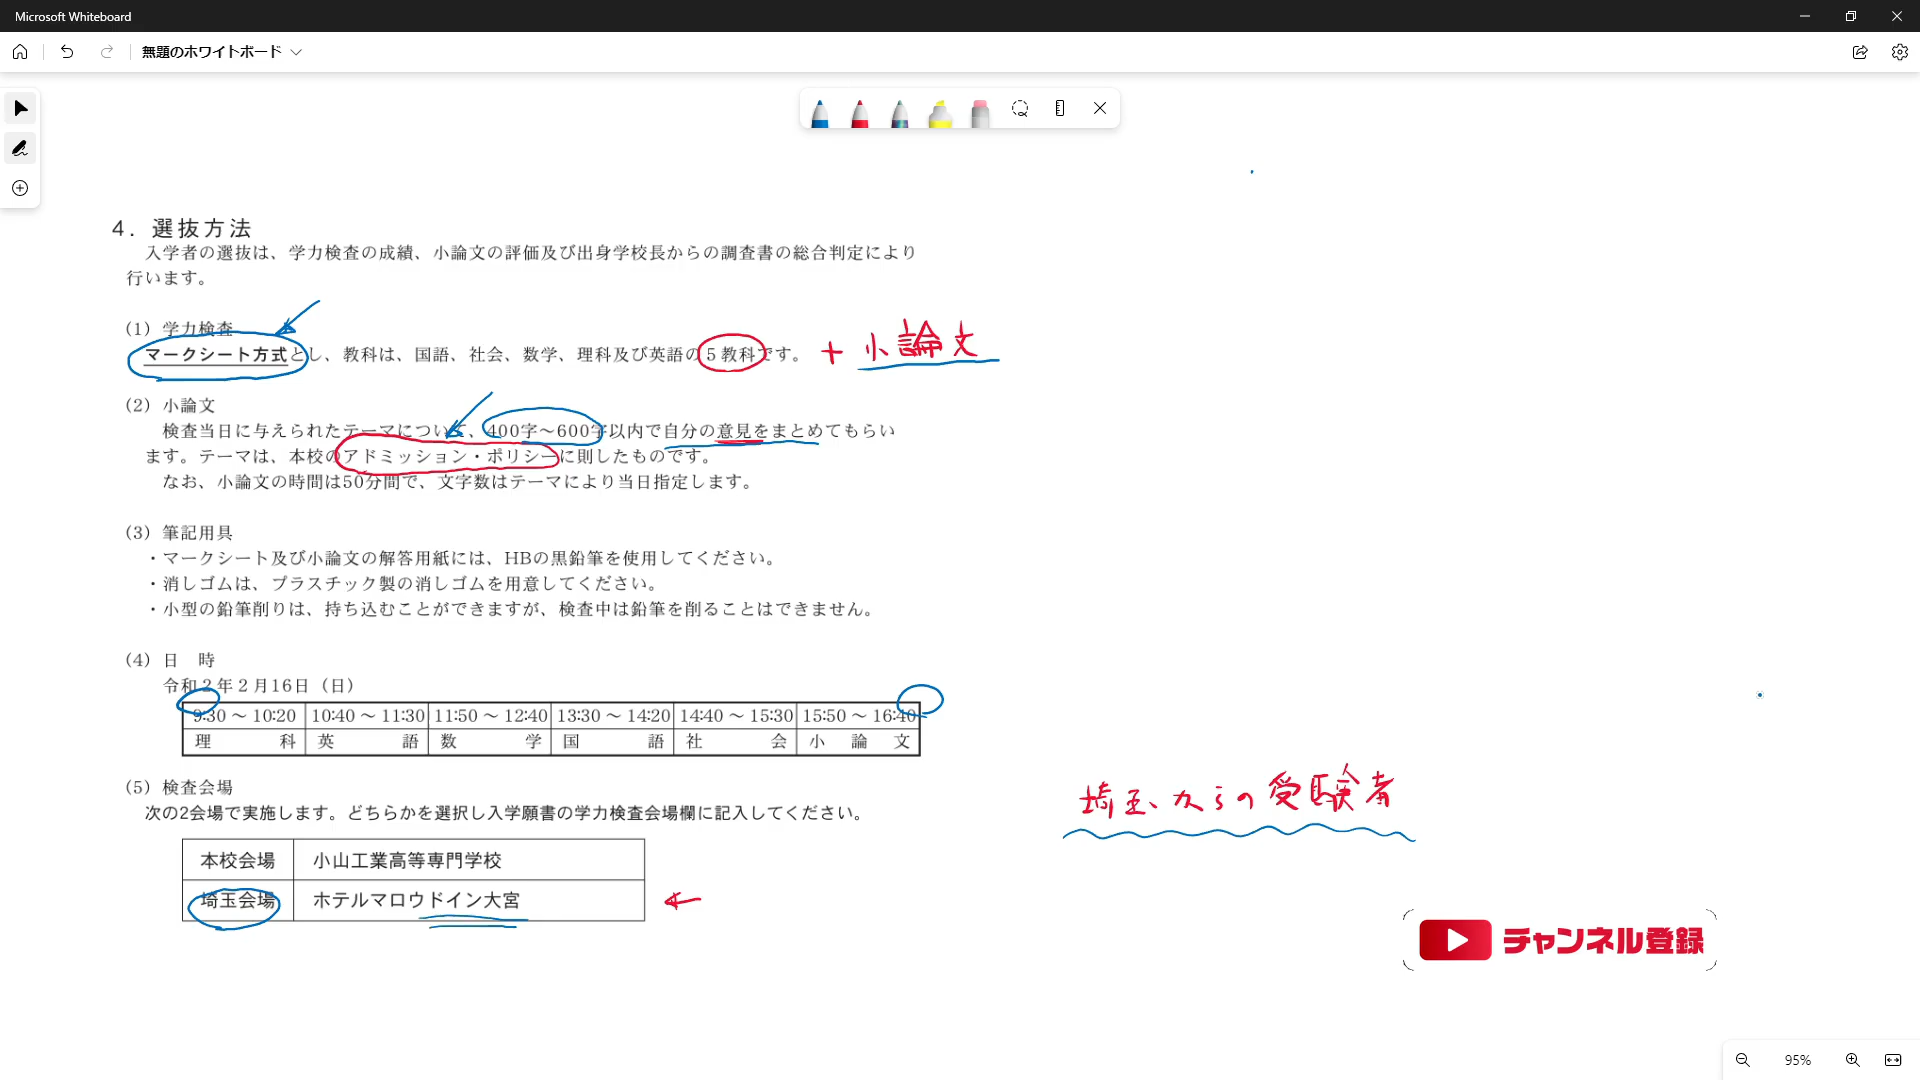 Microsoft Whiteboard
無題のホワイトボード
4．選抜方法
入学者の選抜は、学力検査の成績、小論文の評価及び出身学校長からの調査書の総合判定により
行います。
(1) 学力検査
マークシート方式とし、教科は、国語、社会、数学、理科及び英語の５教科です。 + 小論文
(2) 小論文
検査当日に与えられたテーマについて、400字〜600字以内で自分の意見をまとめてもらい
ます。テーマは、本校のアドミッション・ポリシーに則したものです。
なお、小論文の時間は50分間で、文字数はテーマにより当日指定します。
(3) 筆記用具
・マークシート及び小論文の解答用紙には、HBの黒鉛筆を使用してください。
・消しゴムは、プラスチック製の消しゴムを用意してください。
・小型の鉛筆削りは、持ち込むことができますが、検査中は鉛筆を削ることはできません。
(4) 日　時
令和２年２月16日（日）
9:30 〜 10:20 10:40 〜 11:30 11:50 〜 12:40 13:30 〜 14:20 14:40 〜 15:30 15:50 〜 16:40
理科 英語 数学 国語 社会 小論文
(5) 検査会場
次の2会場で実施します。どちらかを選択し入学願書の学力検査会場欄に記入してください。
埼玉からの受験者
本校会場 小山工業高等専門学校
埼玉会場 ホテルマロウドイン大宮
チャンネル登録
95%